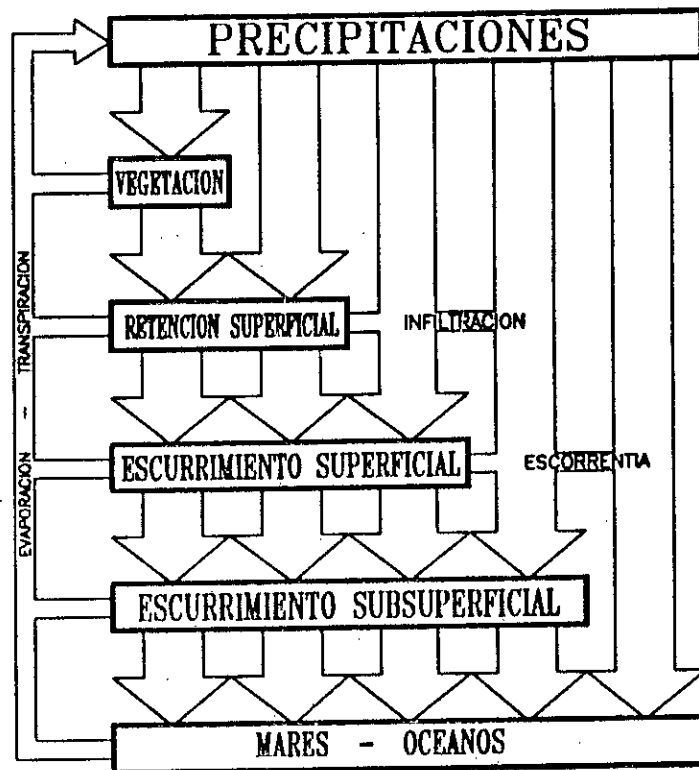 PRECIPITACIONES
VEGETACION
RETENCION SUPERFICIAL
INFILTRACION
ESCURRIMIENTO SUPERFICIAL
ESCORRENTIA
EVAPORACION - TRANSPIRACION
ESCURRIMIENTO SUBSUPERFICIAL
MARES - OCEANOS